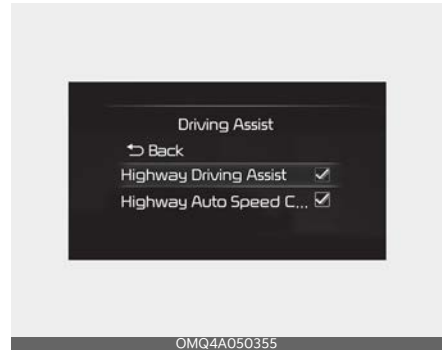 Driving Assist
Back
Highway Driving Assist
Highway Auto Speed C...
OMQ4A050355